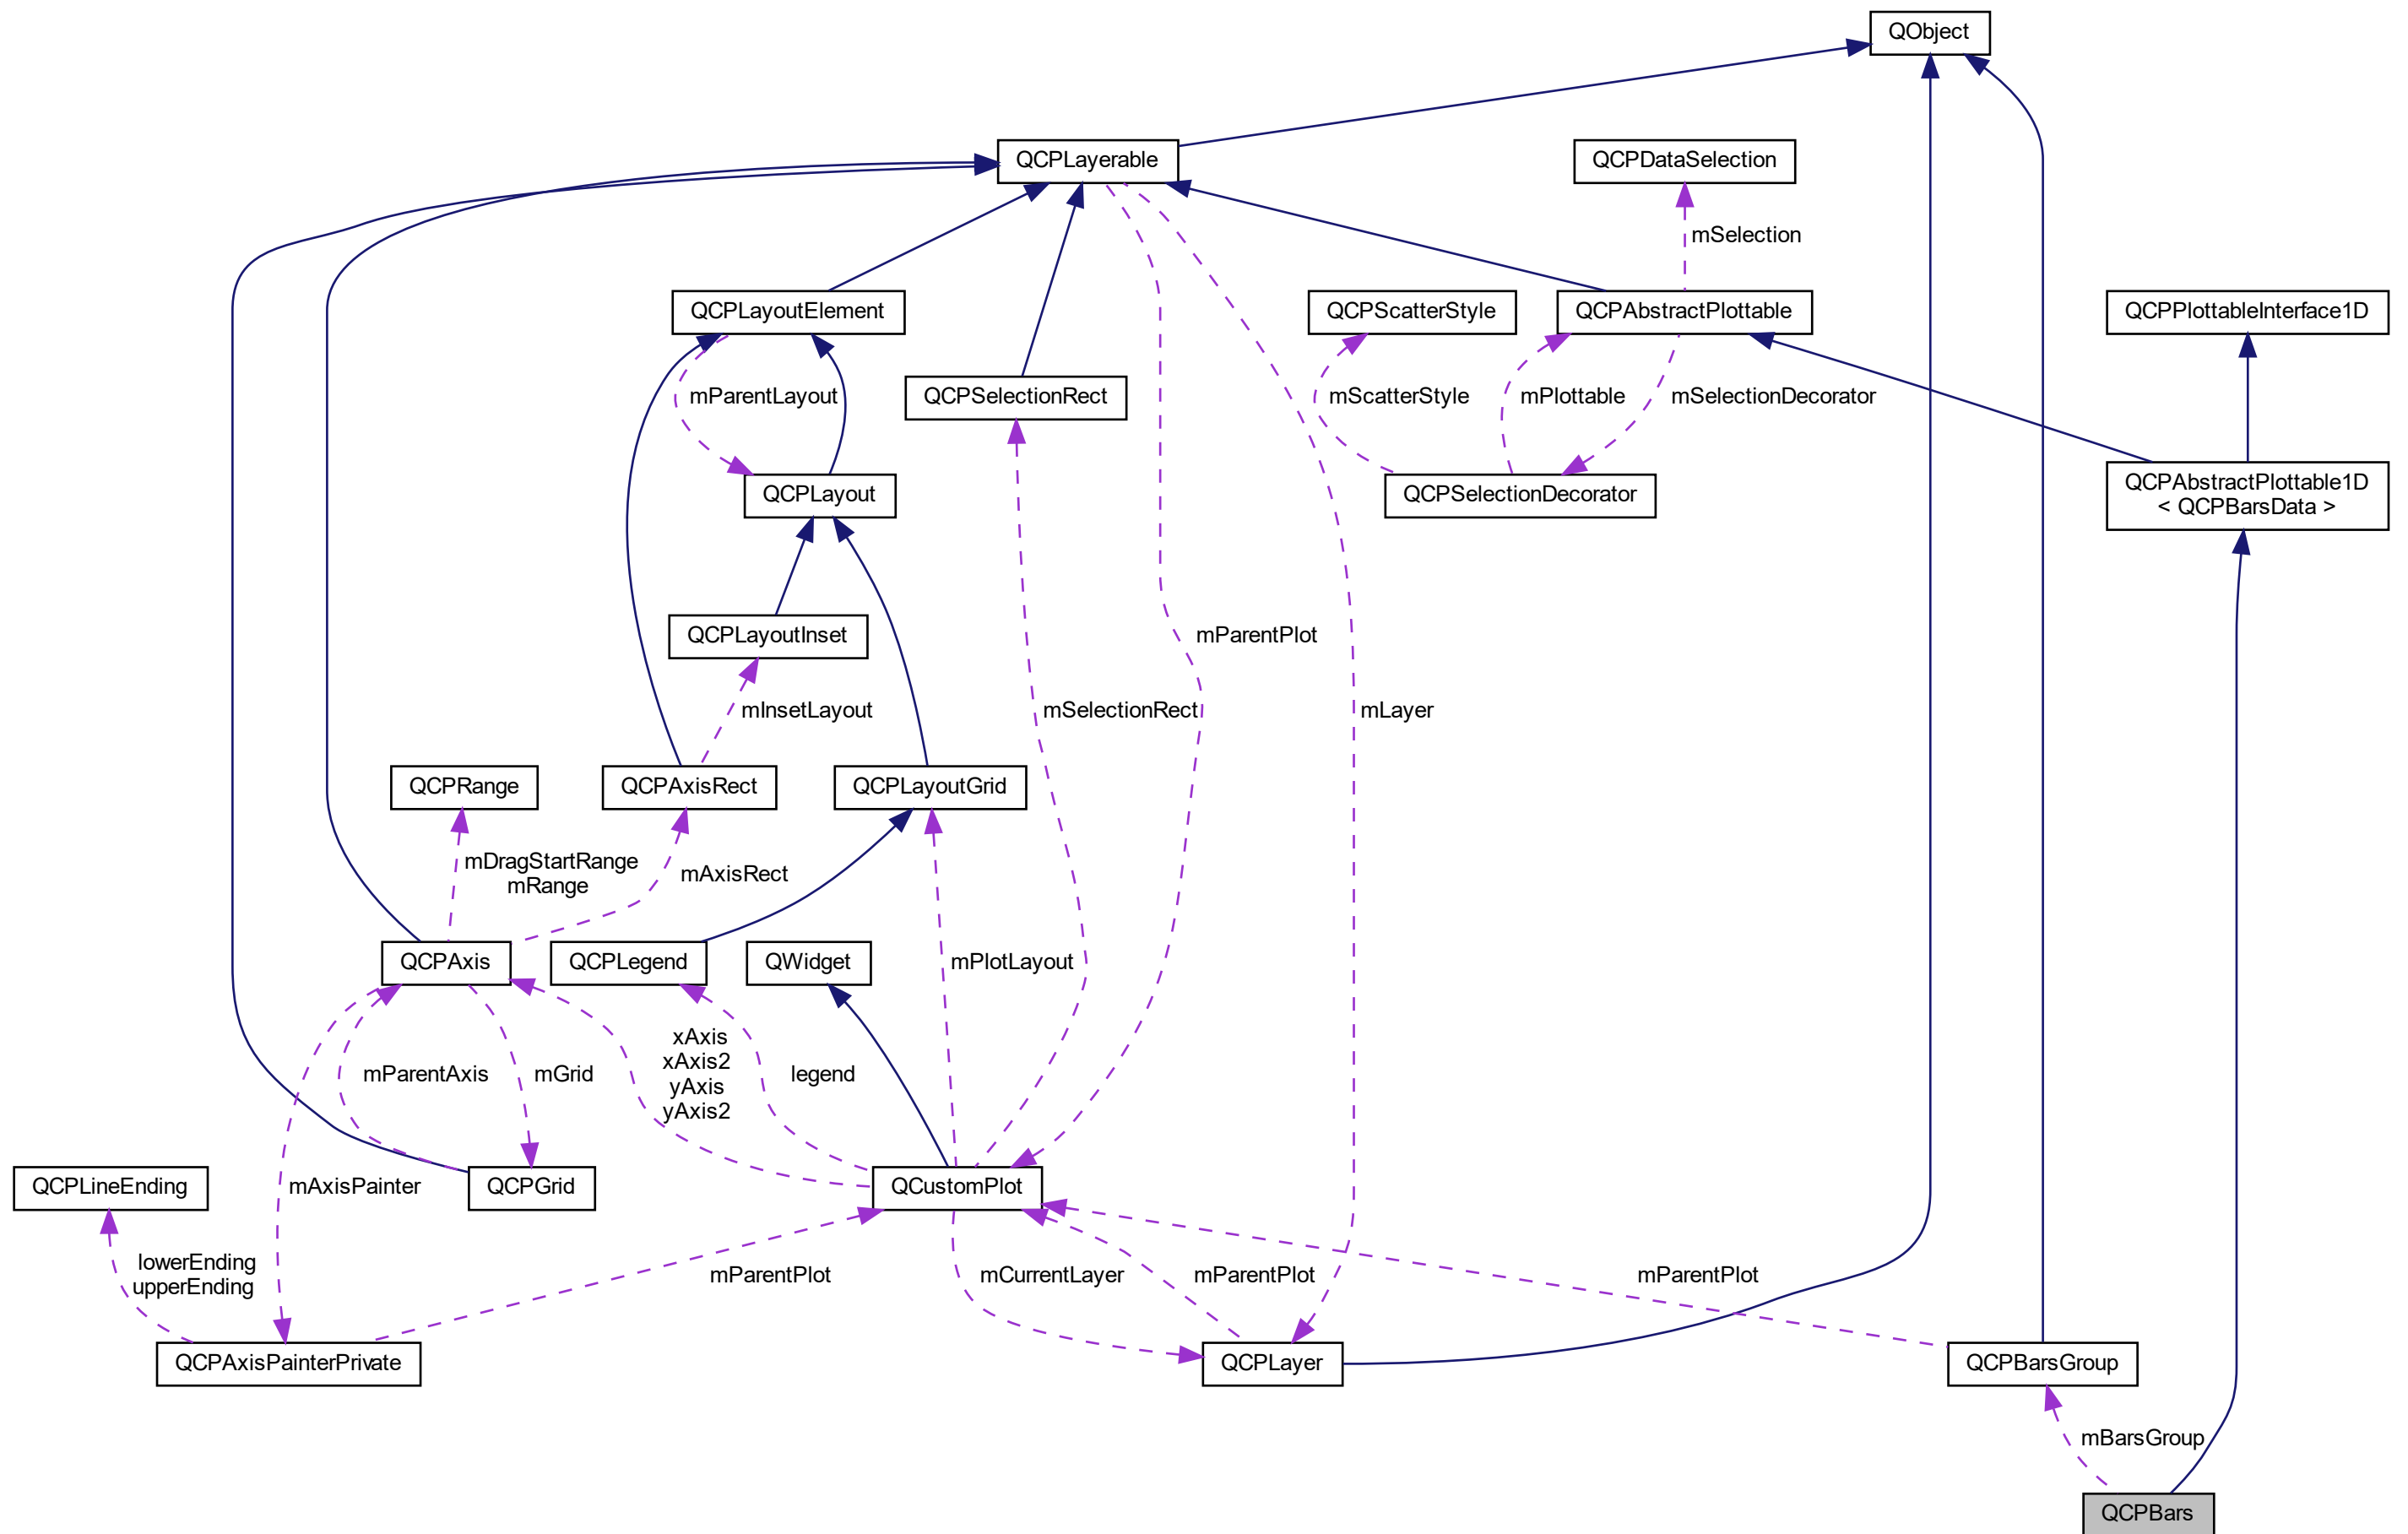 QObject
QCPLayerable
QCPDataSelection
mSelection
QCPLayoutElement
QCPScatterStyle
QCPAbstractPlottable
QCPPlottableInterface1D
mParentLayout
QCPSelectionRect
mScatterStyle
mPlottable
mSelectionDecorator
QCPLayout
QCPSelectionDecorator
QCPAbstractPlottable1D
< QCPBarsData >
QCPLayoutInset
mParentPlot
mInsetLayout
mSelectionRect
mLayer
QCPRange
QCPAxisRect
QCPLayoutGrid
mDragStartRange
mRange
mAxisRect
QCPAxis
QCPLegend
QWidget
mPlotLayout
xAxis
xAxis2
yAxis
yAxis2
mParentAxis
mGrid
legend
QCPLineEnding
mAxisPainter
QCPGrid
QCustomPlot
lowerEnding
upperEnding
mParentPlot
mCurrentLayer
mParentPlot
mParentPlot
QCPAxisPainterPrivate
QCPLayer
QCPBarsGroup
mBarsGroup
QCPBars